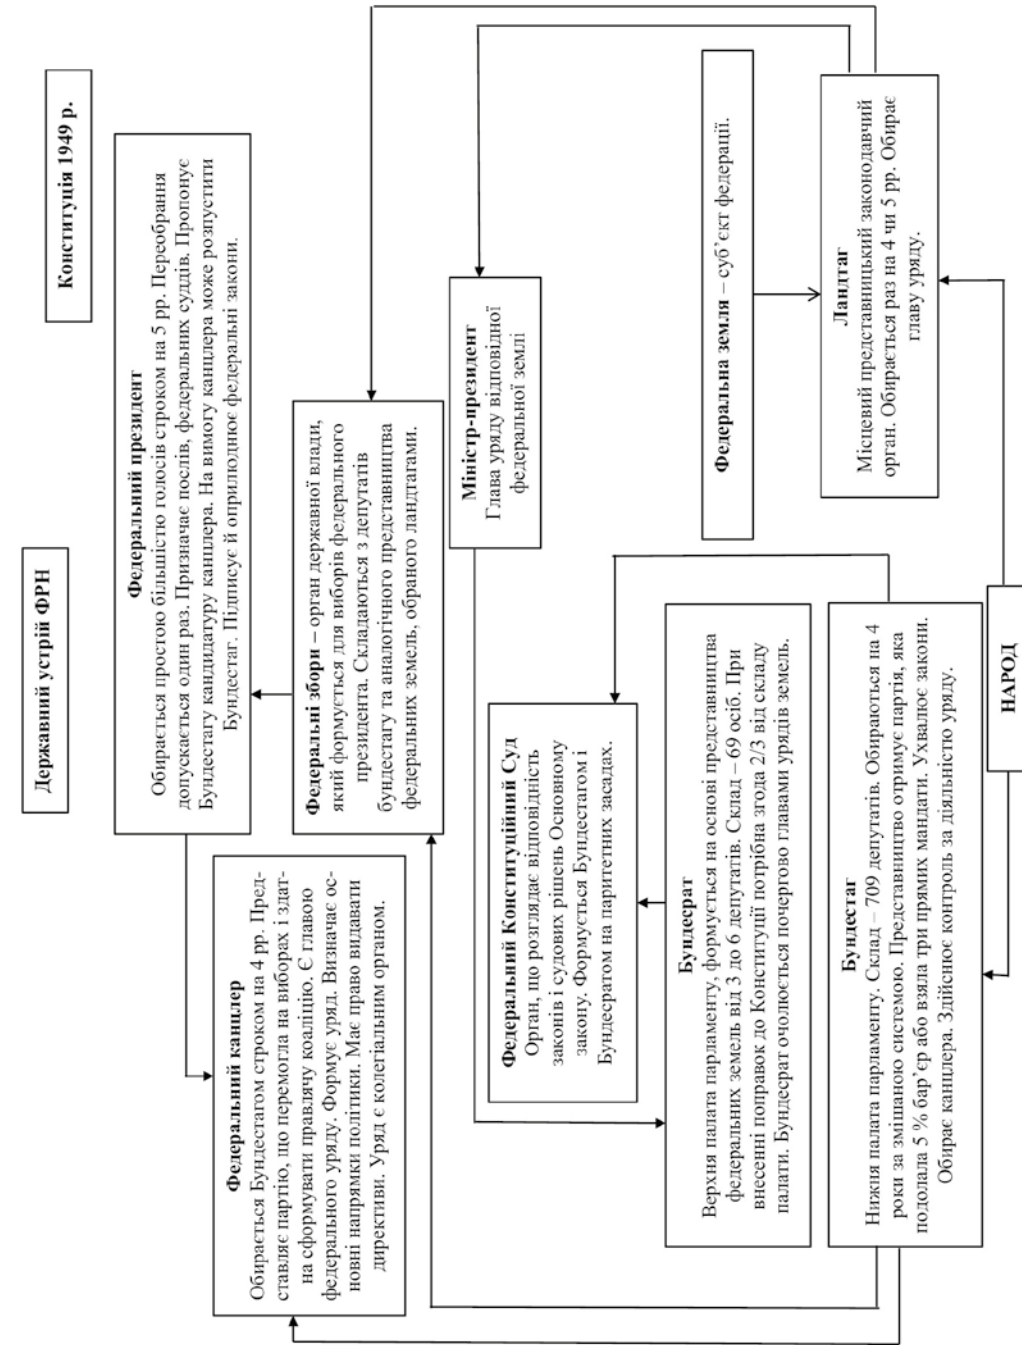 Державний устрій ФРН
Конституція 1949 р.
Федеральний канцлер
Обирається Бундестагом строком на 4 рр. Пред-
ставляє партію, що перемогла на виборах і здат-
на сформувати правлячу коаліцію. Є главою
федерального уряду. Формує уряд. Визначає ос-
новні напрямки політики. Має право видавати
директиви. Уряд є колегіальним органом.
Федеральний президент
Обирається простою більшістю голосів строком на 5 рр. Переобрання
допускається один раз. Призначає послів, федеральних суддів. Пропонує
Бундестагу кандидатуру канцлера. На вимогу канцлера може розпустити
Бундестаг. Підписує й оприлюднює федеральні закони.
Федеральні збори – орган державної влади,
який формується для виборів федерального
президента. Складаються з депутатів
бундестагу та аналогічного представництва
федеральних земель, обраного ландтагами.
Міністр-президент
Глава уряду відповідної
федеральної землі
Федеральний Конституційний Суд
Орган, що розглядає відповідність
законів і судових рішень Основному
закону. Формується Бундестагом і
Бундесратом на паритетних засадах.
Федеральна земля – суб’єкт федерації.
Бундесрат
Верхня палата парламенту, формується на основі представництва
федеральних земель від 3 до 6 депутатів. Склад – 69 осіб. При
внесенні поправок до Конституції потрібна згода 2/3 від складу
палати. Бундесрат очолюється почергово главами урядів земель.
Ландтаг
Місцевий представницький законодавчий
орган. Обирається раз на 4 чи 5 рр. Обирає
главу уряду.
Бундестаг
Нижня палата парламенту. Склад – 709 депутатів. Обираються на 4
роки за змішаною системою. Представництво отримує партія, яка
подолала 5 % бар’єр або взяла три прямих мандати. Ухвалює закони.
Обирає канцлера. Здійснює контроль за діяльністю уряду.
НАРОД